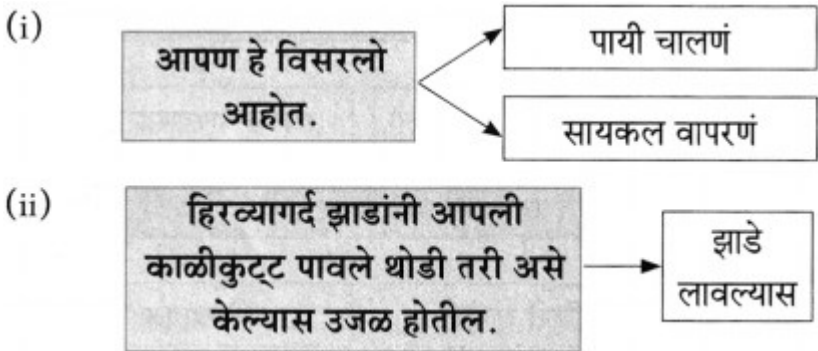 (i)
आपण हे विसरलो
आहोत.
पायी चालणं
सायकल वापरणं
(ii)
हिरव्यागर्द झाडांनी आपली
काळीकुट्ट पावले थोडी तरी असे
केल्यास उजळ होतील.
झाडे
लावल्यास